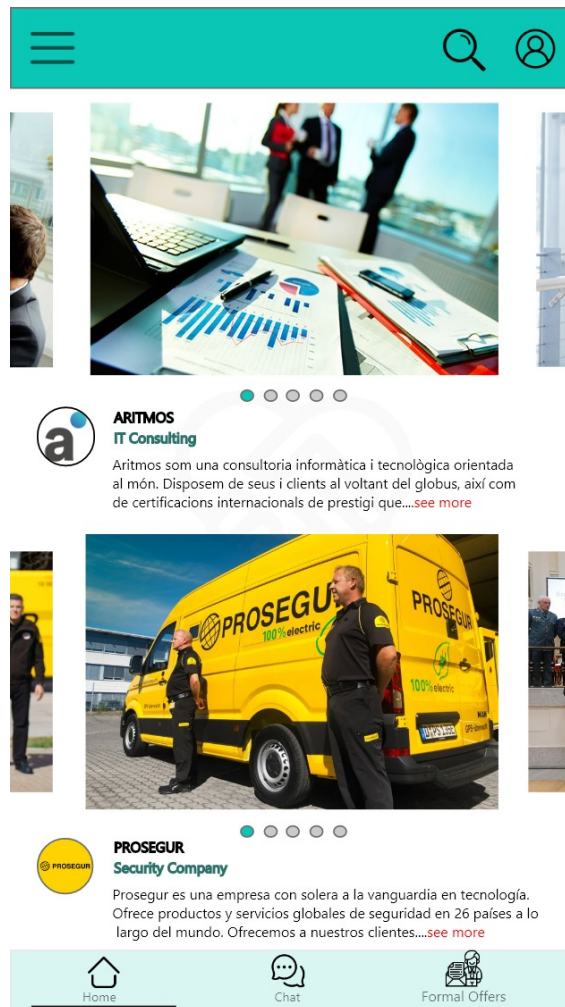 ARITMOS
IT Consulting
Aritmos som una consultoria informàtica i tecnològica orientada
al món. Disposem de seus i clients al voltant del globus, així com
de certificacions internacionals de prestigi que....see more
PROSEGU
100% electric
PROSEGUR
100% electric
PROSEGUR
PROSEGUR
Security Company
Prosegur es una empresa con solera a la vanguardia en tecnología.
Ofrece productos y servicios globales de seguridad en 26 países a lo
largo del mundo. Ofrecemos a nuestros clientes....see more
Home
Chat
Formal Offers